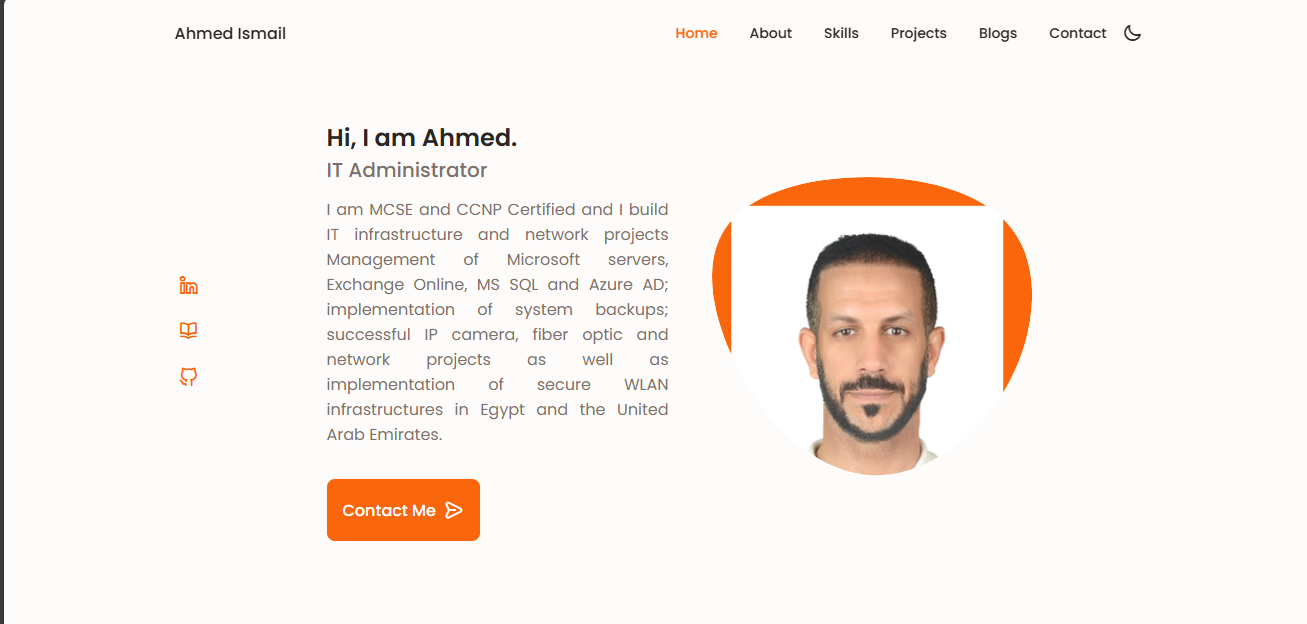 Ahmed Ismail
Home About Skills Projects Blogs Contact
Hi, I am Ahmed.
IT Administrator
I am MCSE and CCNP Certified and I build
IT infrastructure and network projects
Management of Microsoft servers,
Exchange Online, MS SQL and Azure AD;
implementation of system backups;
successful IP camera, fiber optic and
network projects as well as
implementation of secure WLAN
infrastructures in Egypt and the United
Arab Emirates.
Contact Me